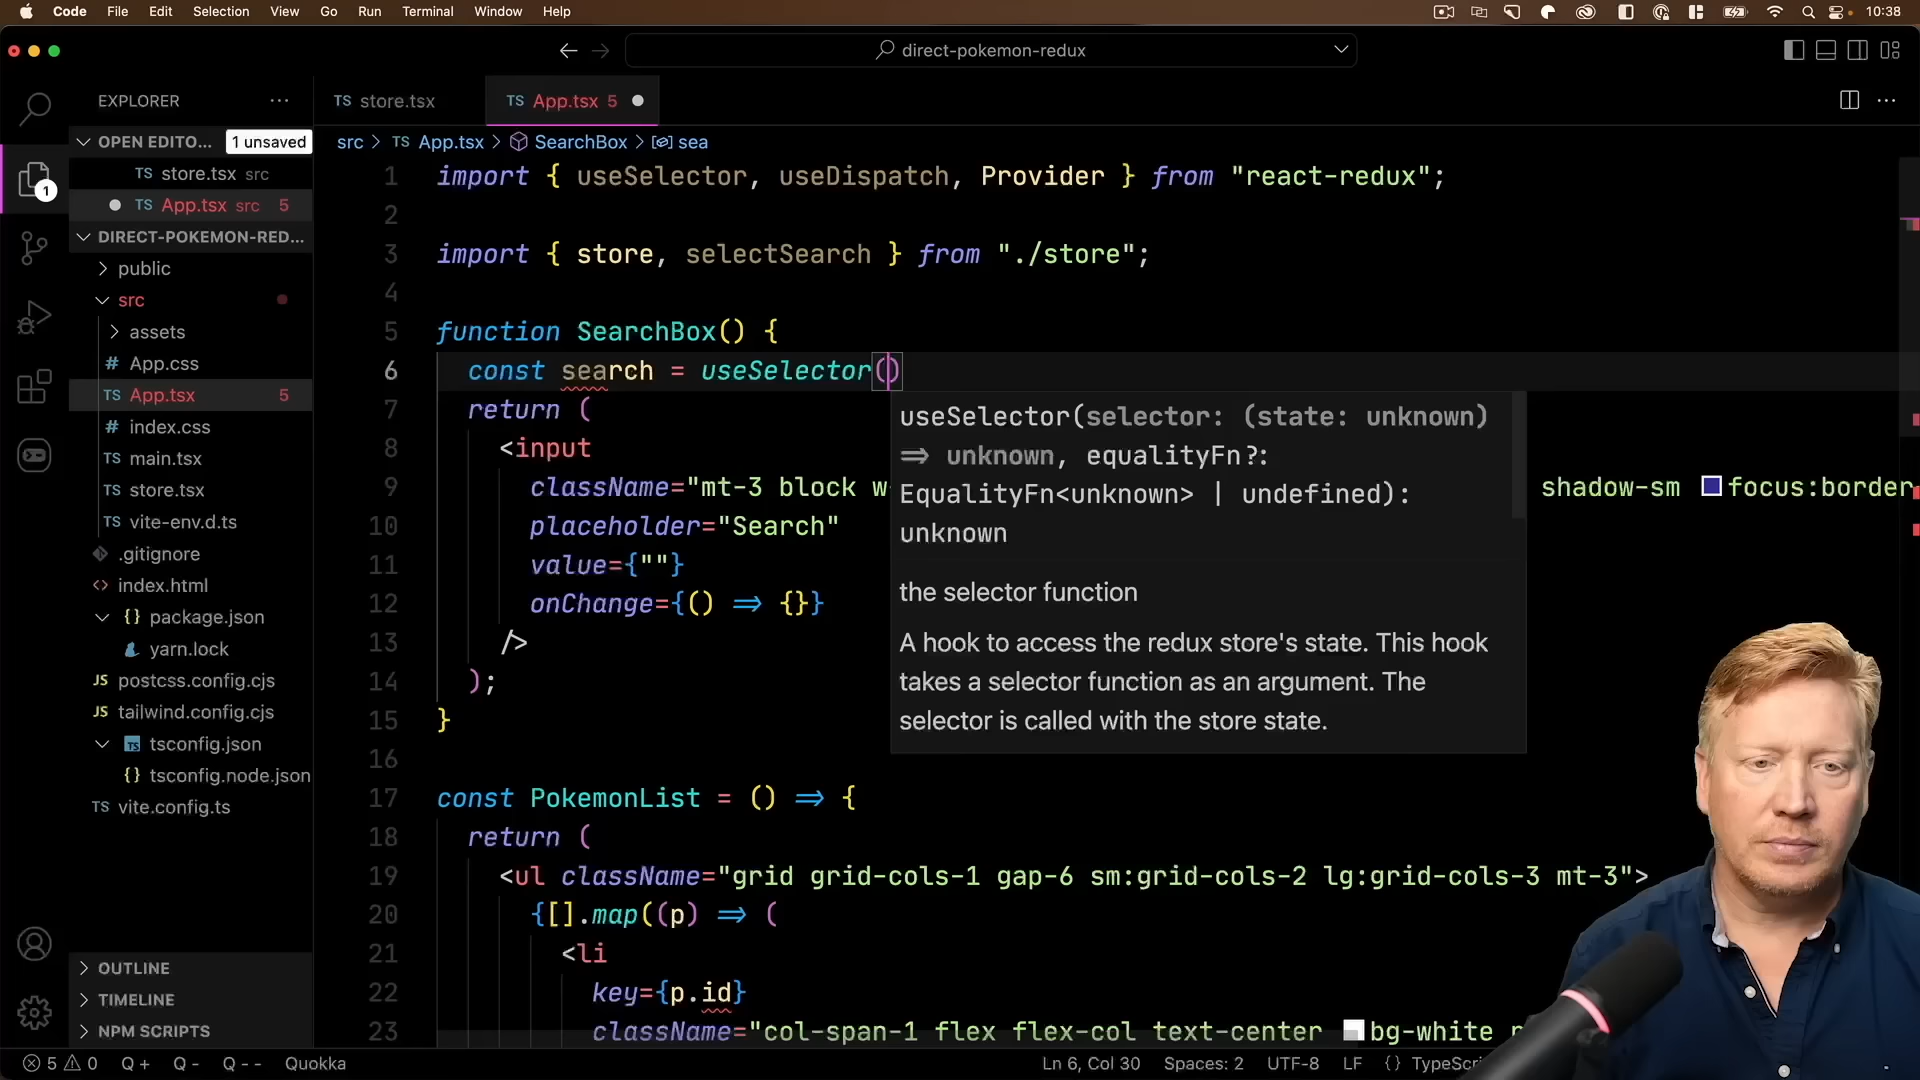 Code File Edit Selection View Go Run Terminal Window Help 10:38
direct-pokemon-redux
EXPLORER
OPEN EDITO... 1 unsaved
TS store.tsx src
TS App.tsx src 5
DIRECT-POKEMON-RED...
public
src
assets
# App.css
TS App.tsx 5
# index.css
TS main.tsx
TS store.tsx
TS vite-env.d.ts
.gitignore
<> index.html
{} package.json
yarn.lock
JS postcss.config.cjs
JS tailwind.config.cjs
TS tsconfig.json
{} tsconfig.node.json
TS vite.config.ts
OUTLINE
TIMELINE
NPM SCRIPTS
1
TS store.tsx TS App.tsx 5
src > TS App.tsx > SearchBox > sea
1 import { useSelector, useDispatch, Provider } from "react-redux";
2
3 import { store, selectSearch } from "./store";
4
5 function SearchBox() {
6 const search = useSelector()
7 return (
8 <input
9 className="mt-3 block w shadow-sm focus:border
10 placeholder="Search"
11 value={""}
12 onChange={() => {}}
13 />
14 );
15 }
16
17 const PokemonList = () => {
18 return (
19 <ul className="grid grid-cols-1 gap-6 sm:grid-cols-2 lg:grid-cols-3 mt-3">
20 {[].map((p) => (
21 <li
22 key={p.id}
23 className="col-span-1 flex flex-col text-center bg-white r
useSelector(selector: (state: unknown)
=> unknown, equalityFn?:
EqualityFn<unknown> | undefined):
unknown
the selector function
A hook to access the redux store's state. This hook
takes a selector function as an argument. The
selector is called with the store state.
5 0 Q + Q - Q - - Quokka Ln 6, Col 30 Spaces: 2 UTF-8 LF {} TypeScri